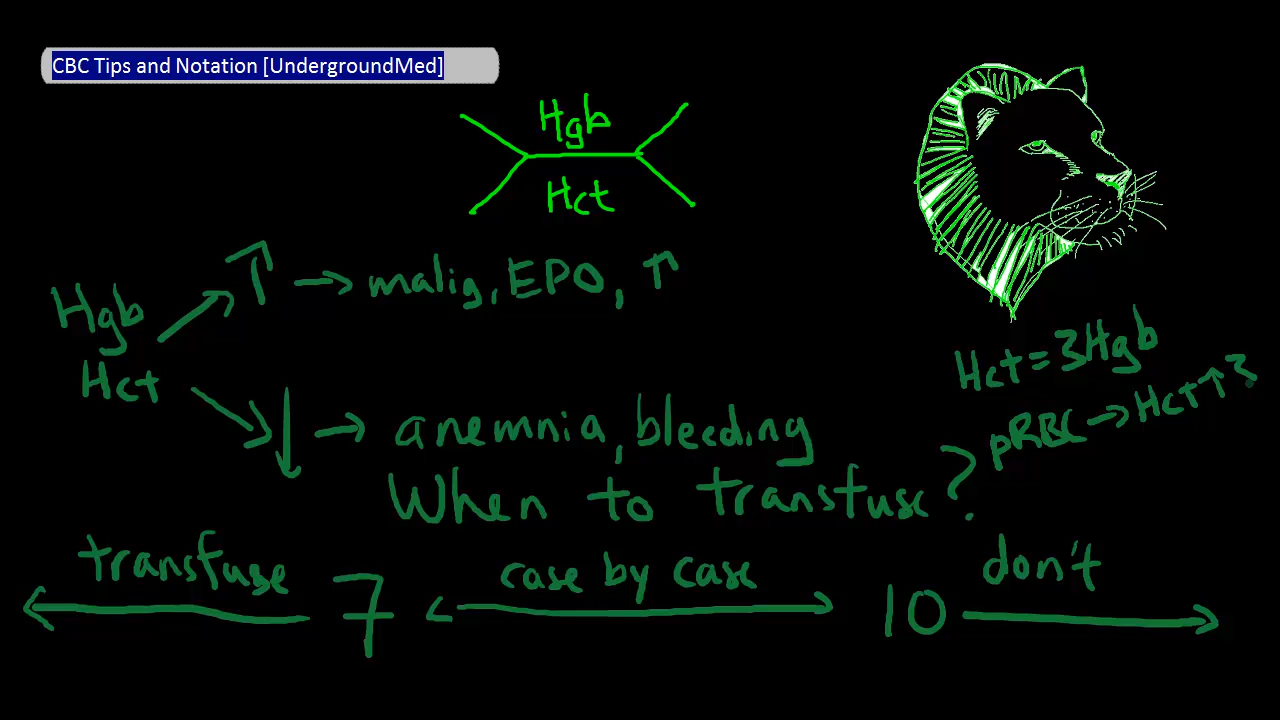 CBC Tips and Notation [UndergroundMed]
Hgb
Hct
Hgb ↑ → malig, EPO, ↑
Hct
Hct = 3Hgb
pRBC → Hct ↑ 3
↓ → anemnia, bleeding
When to transfuse?
transfuse 7 case by case 10 don't